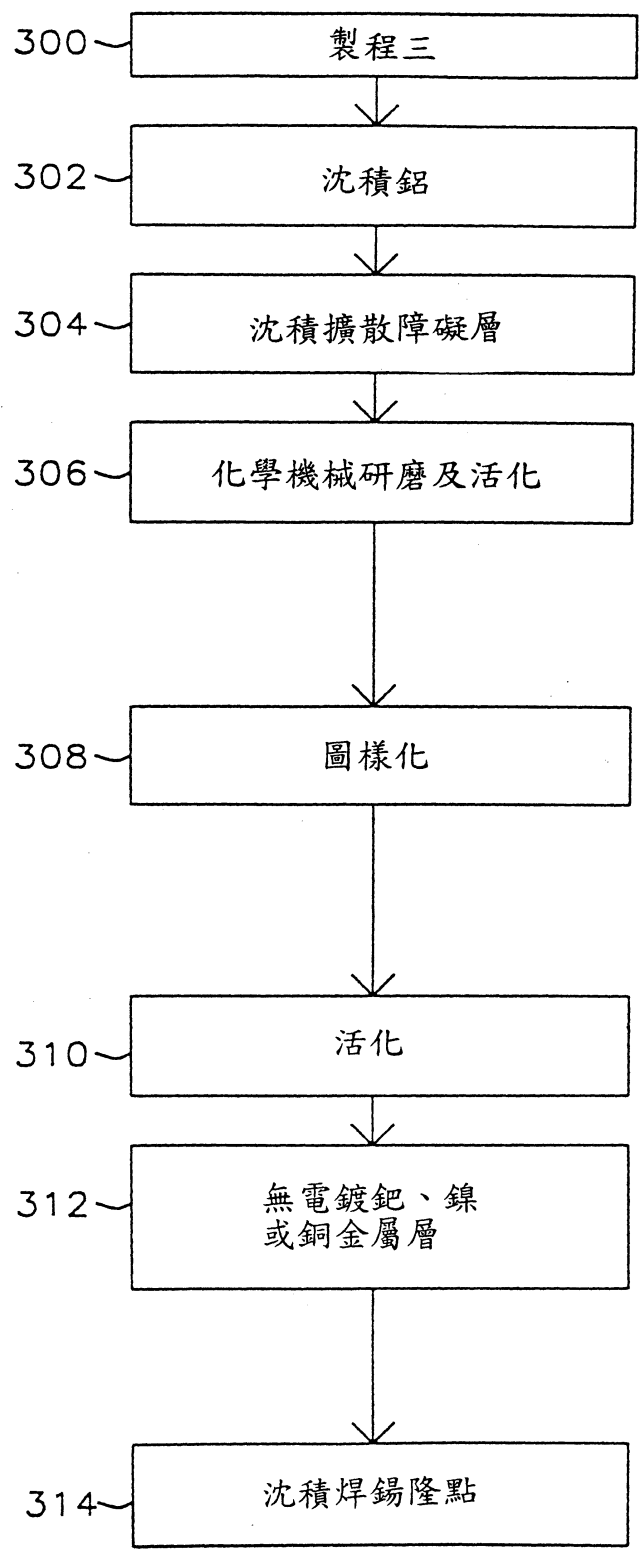 300 製程三
302 沈積鋁
304 沈積擴散障礙層
306 化學機械研磨及活化
308 圖樣化
310 活化
312 無電鍍鈀、鎳
或銅金屬層
314 沈積焊錫隆點